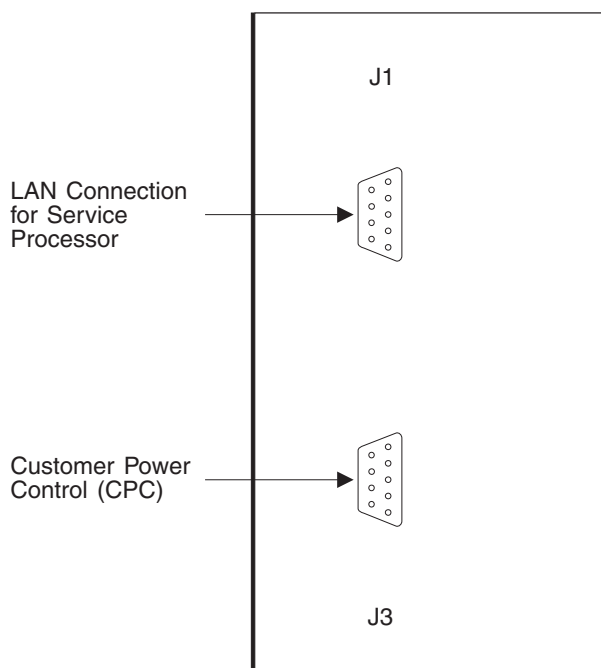 J1
LAN Connection
for Service
Processor
Customer Power
Control (CPC)
J3